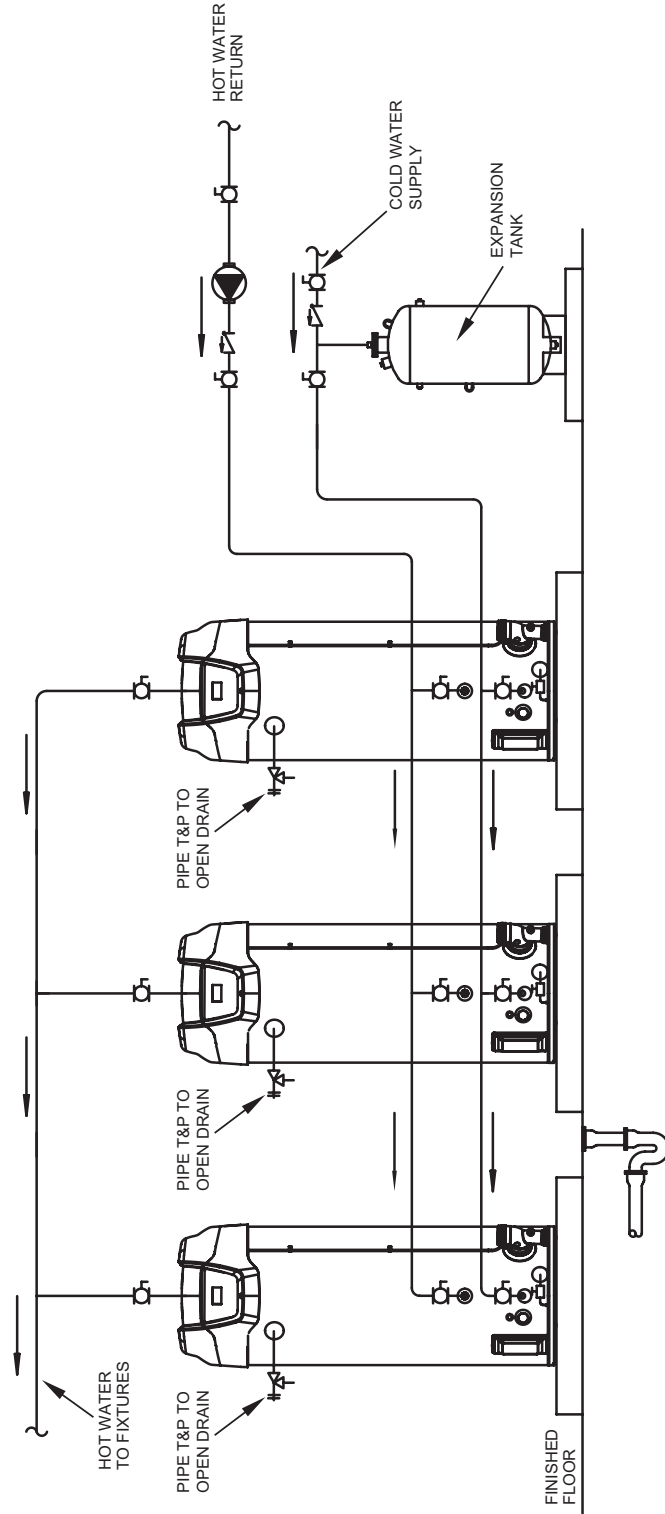 HOT WATER
RETURN
COLD WATER
SUPPLY
EXPANSION
TANK
PIPE T&P TO
OPEN DRAIN
PIPE T&P TO
OPEN DRAIN
PIPE T&P TO
OPEN DRAIN
HOT WATER
TO FIXTURES
FINISHED
FLOOR